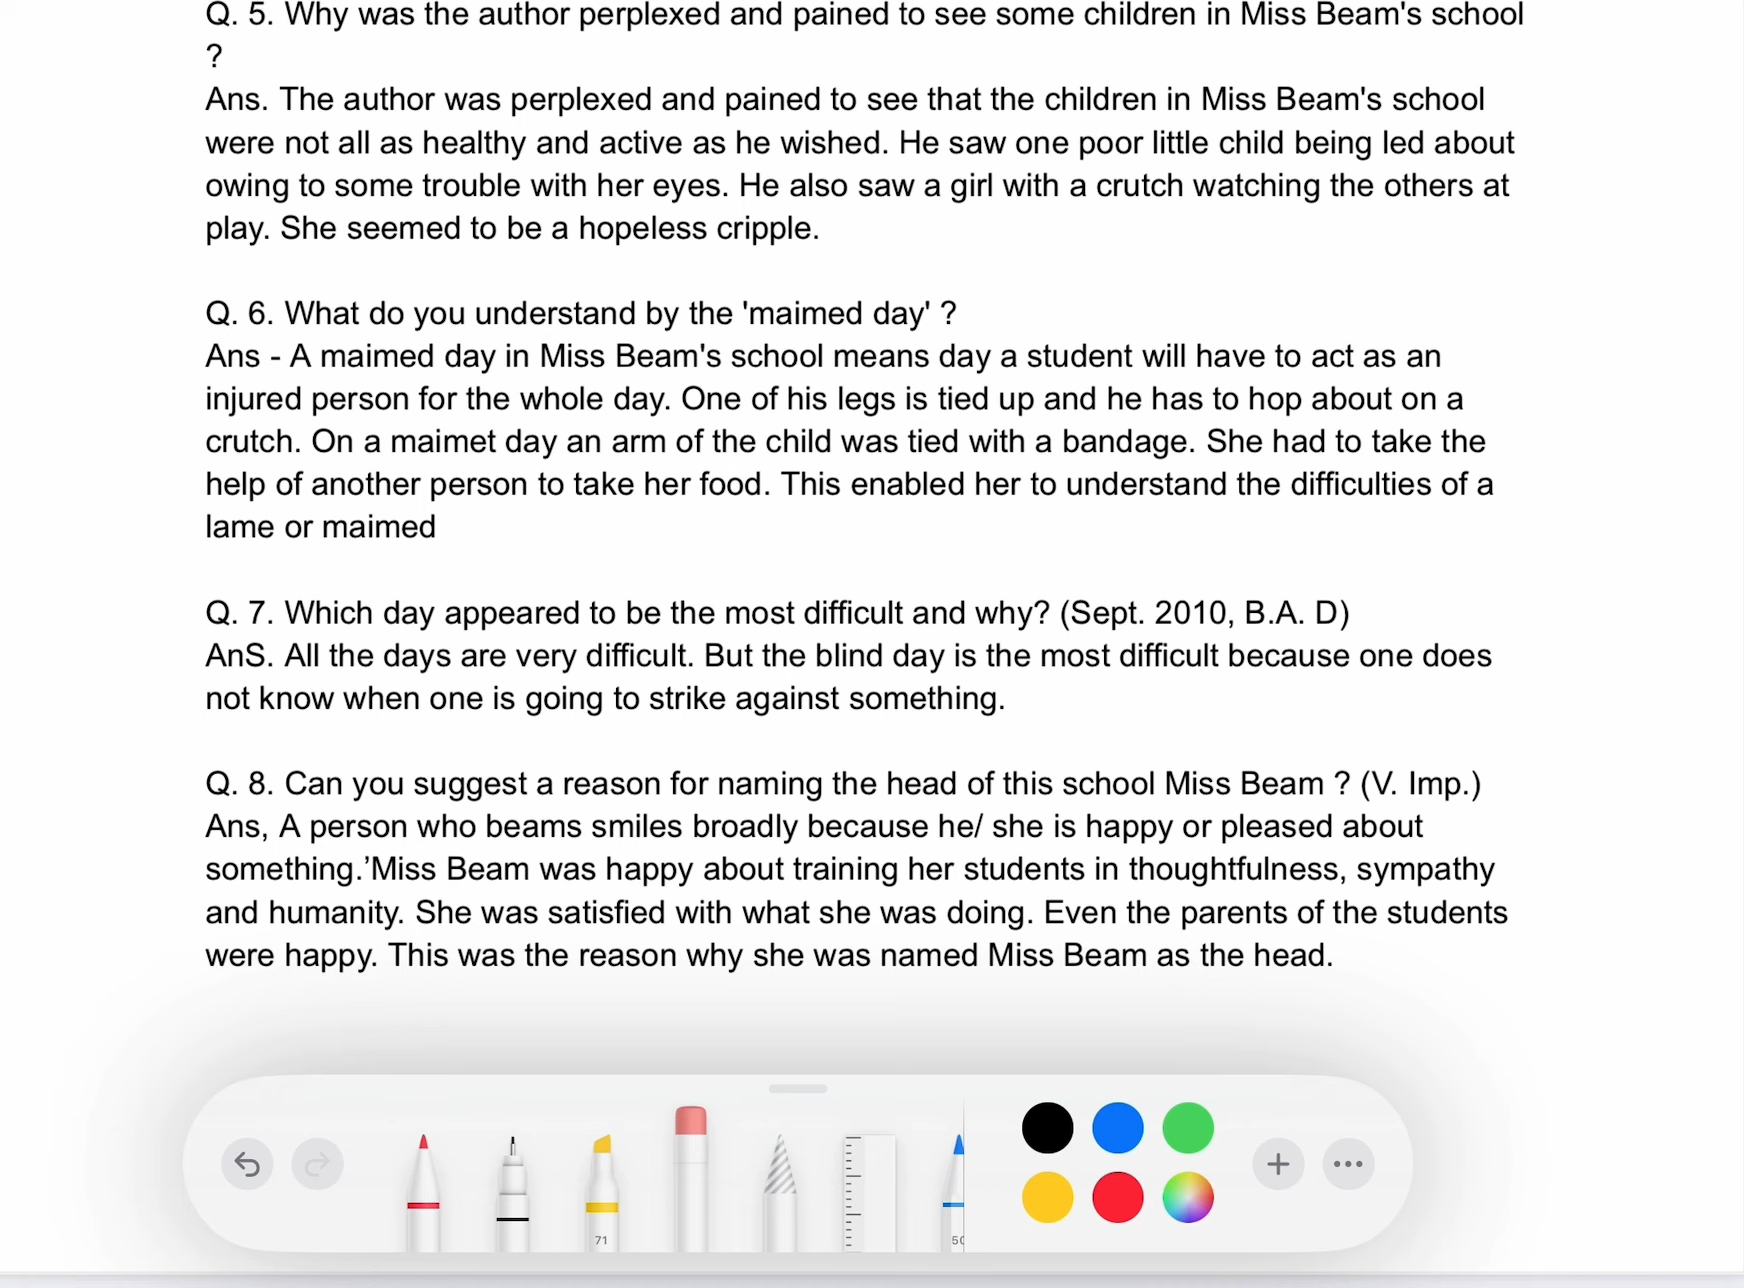 Q. 5. Why was the author perplexed and pained to see some children in Miss Beam's school
?
Ans. The author was perplexed and pained to see that the children in Miss Beam's school
were not all as healthy and active as he wished. He saw one poor little child being led about
owing to some trouble with her eyes. He also saw a girl with a crutch watching the others at
play. She seemed to be a hopeless cripple.
Q. 6. What do you understand by the 'maimed day' ?
Ans - A maimed day in Miss Beam's school means day a student will have to act as an
injured person for the whole day. One of his legs is tied up and he has to hop about on a
crutch. On a maimet day an arm of the child was tied with a bandage. She had to take the
help of another person to take her food. This enabled her to understand the difficulties of a
lame or maimed
Q. 7. Which day appeared to be the most difficult and why? (Sept. 2010, B.A. D)
AnS. All the days are very difficult. But the blind day is the most difficult because one does
not know when one is going to strike against something.
Q. 8. Can you suggest a reason for naming the head of this school Miss Beam ? (V. Imp.)
Ans, A person who beams smiles broadly because he/ she is happy or pleased about
something.’Miss Beam was happy about training her students in thoughtfulness, sympathy
and humanity. She was satisfied with what she was doing. Even the parents of the students
were happy. This was the reason why she was named Miss Beam as the head.
71
50